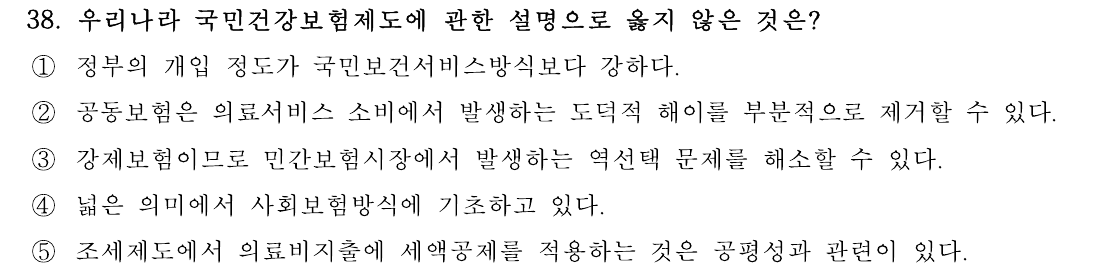 38. 우리나라 국민건강보험제도에 관한 설명으로 옳지 않은 것은?
① 정부의 개입 정도가 국민보건서비스방식보다 강하다.
② 공동보험은 의료서비스 소비에서 발생하는 도덕적 해이를 부분적으로 제거할 수 있다.
③ 강제보험이므로 민간보험시장에서 발생하는 역선택 문제를 해소할 수 있다.
④ 넓은 의미에서 사회보험방식에 기초하고 있다.
⑤ 조세제도에서 의료비지출에 세액공제를 적용하는 것은 공평성과 관련이 있다.